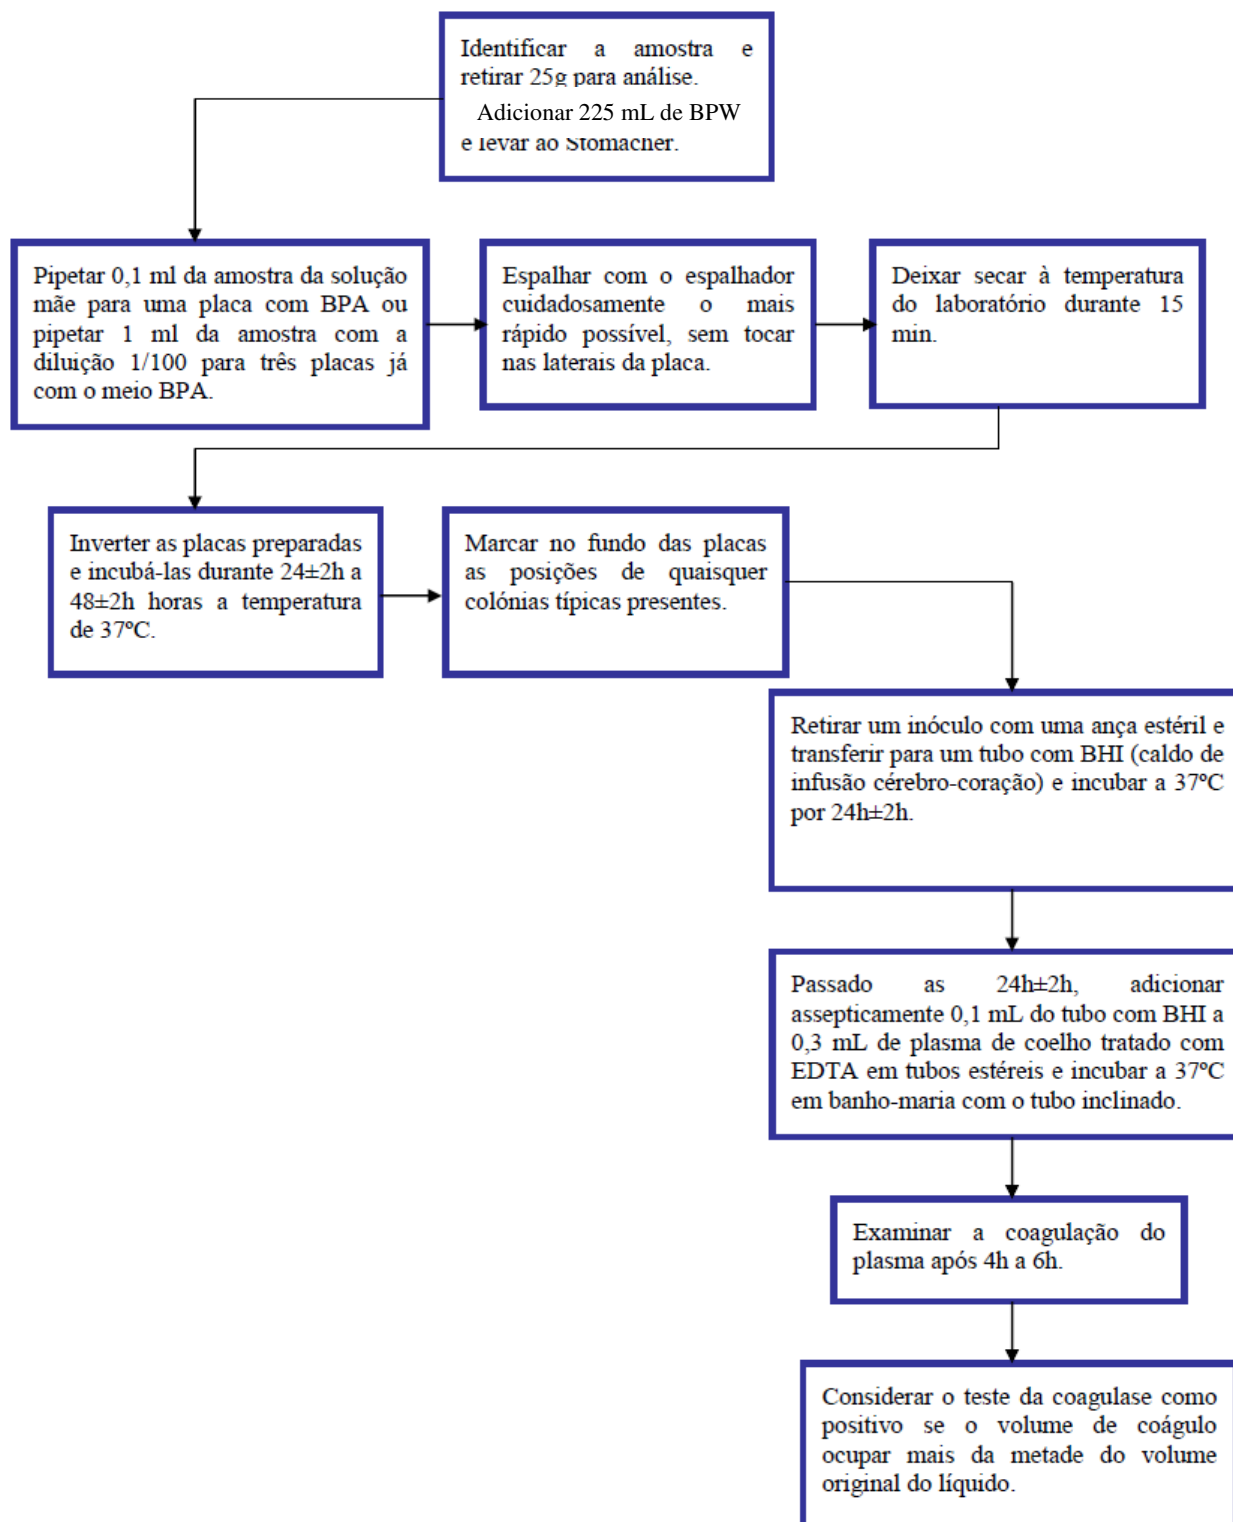 Identificar a amostra e
retirar 25g para análise.
Adicionar 225 mL de BPW
e levar ao Stomacher.
Pipetar 0,1 ml da amostra da solução
mãe para uma placa com BPA ou
pipetar 1 ml da amostra com a
diluição 1/100 para três placas já
com o meio BPA.
Espalhar com o espalhador
cuidadosamente o mais
rápido possível, sem tocar
nas laterais da placa.
Deixar secar à temperatura
do laboratório durante 15
min.
Inverter as placas preparadas
e incubá-las durante 24±2h a
48±2h horas a temperatura
de 37ºC.
Marcar no fundo das placas
as posições de quaisquer
colónias típicas presentes.
Retirar um inóculo com uma ança estéril e
transferir para um tubo com BHI (caldo de
infusão cérebro-coração) e incubar a 37ºC
por 24h±2h.
Passado as 24h±2h, adicionar
assepticamente 0,1 mL do tubo com BHI a
0,3 mL de plasma de coelho tratado com
EDTA em tubos estéreis e incubar a 37ºC
em banho-maria com o tubo inclinado.
Examinar a coagulação do
plasma após 4h a 6h.
Considerar o teste da coagulase como
positivo se o volume de coágulo
ocupar mais da metade do volume
original do líquido.